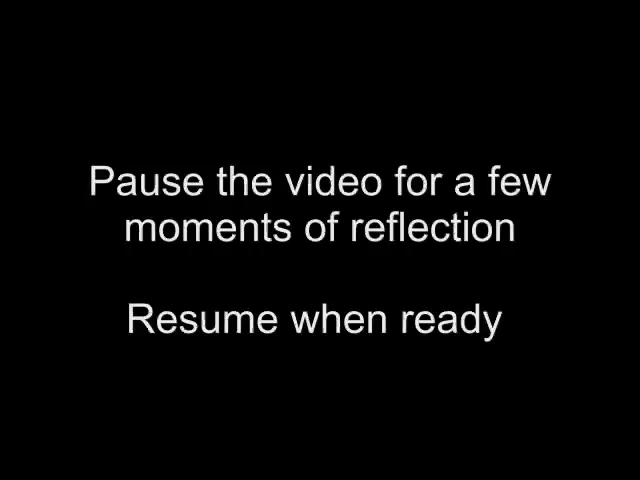 Pause the video for a few
moments of reflection
Resume when ready